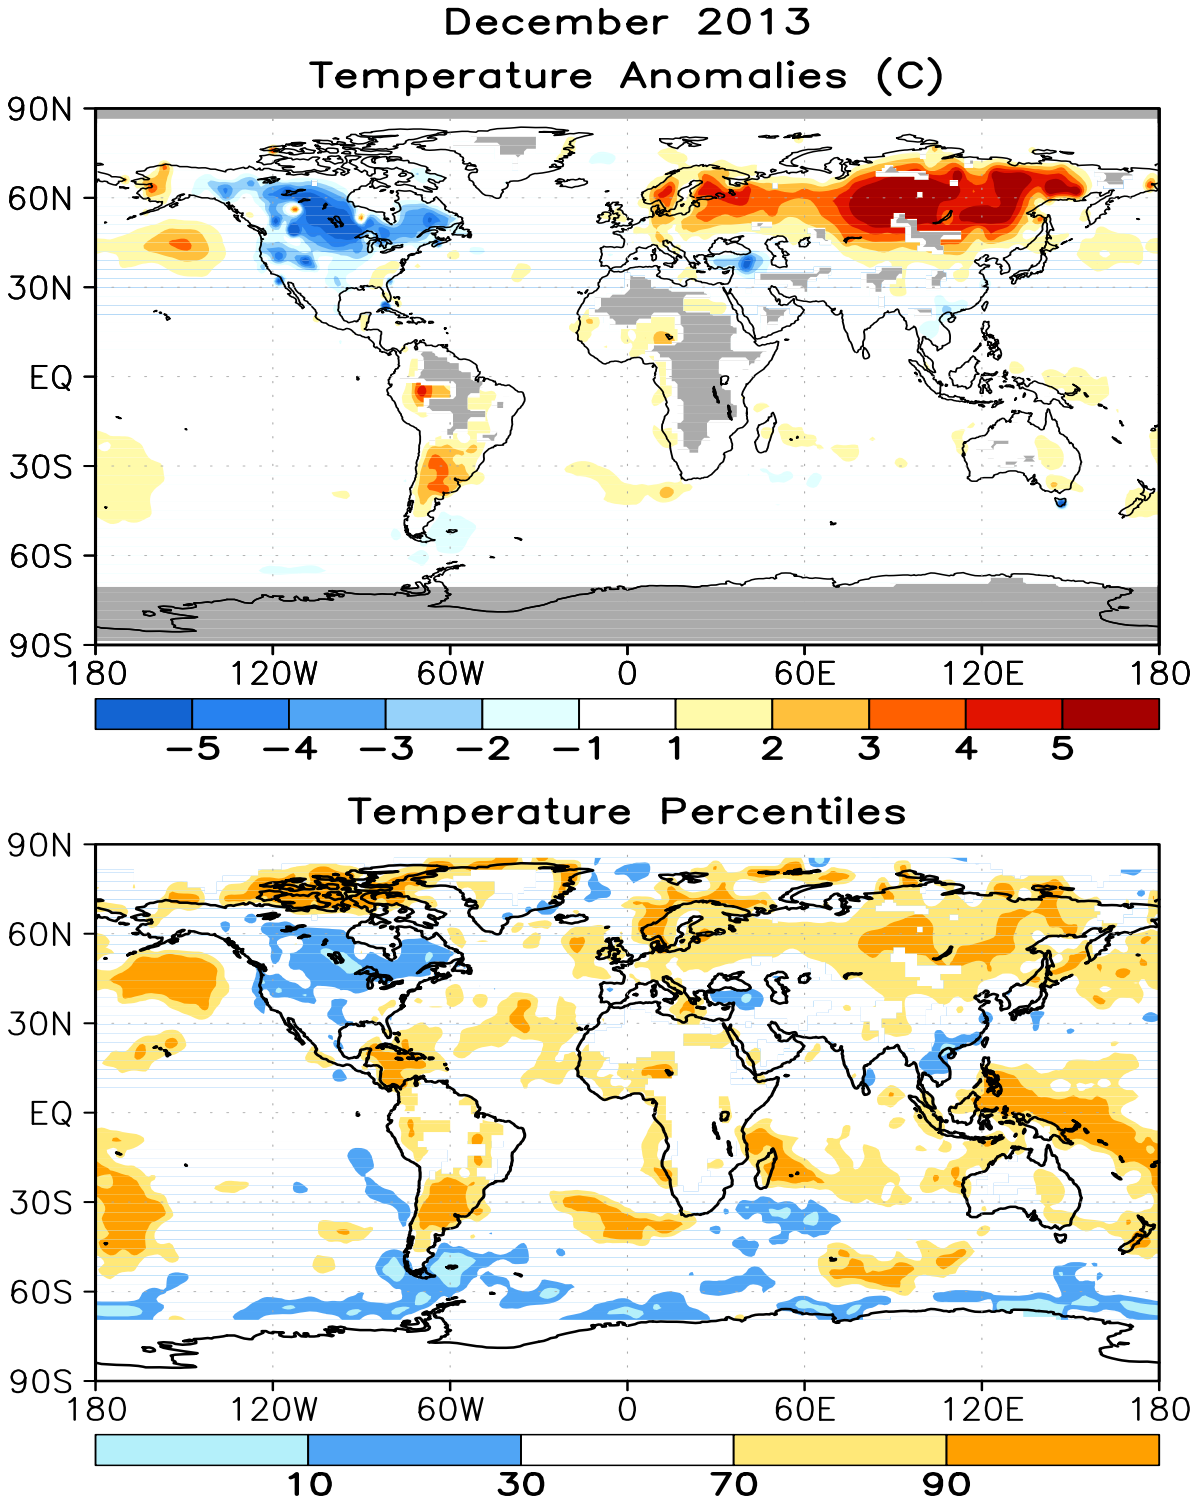 December 2013
Temperature Anomalies (C)
90N
60N
30N
EQ
30S
60S
90S
180 120W 60W 0 60E 120E 180
-5 -4 -3 -2 -1 1 2 3 4 5
Temperature Percentiles
90N
60N
30N
EQ
30S
60S
90S
180 120W 60W 0 60E 120E 180
10 30 70 90